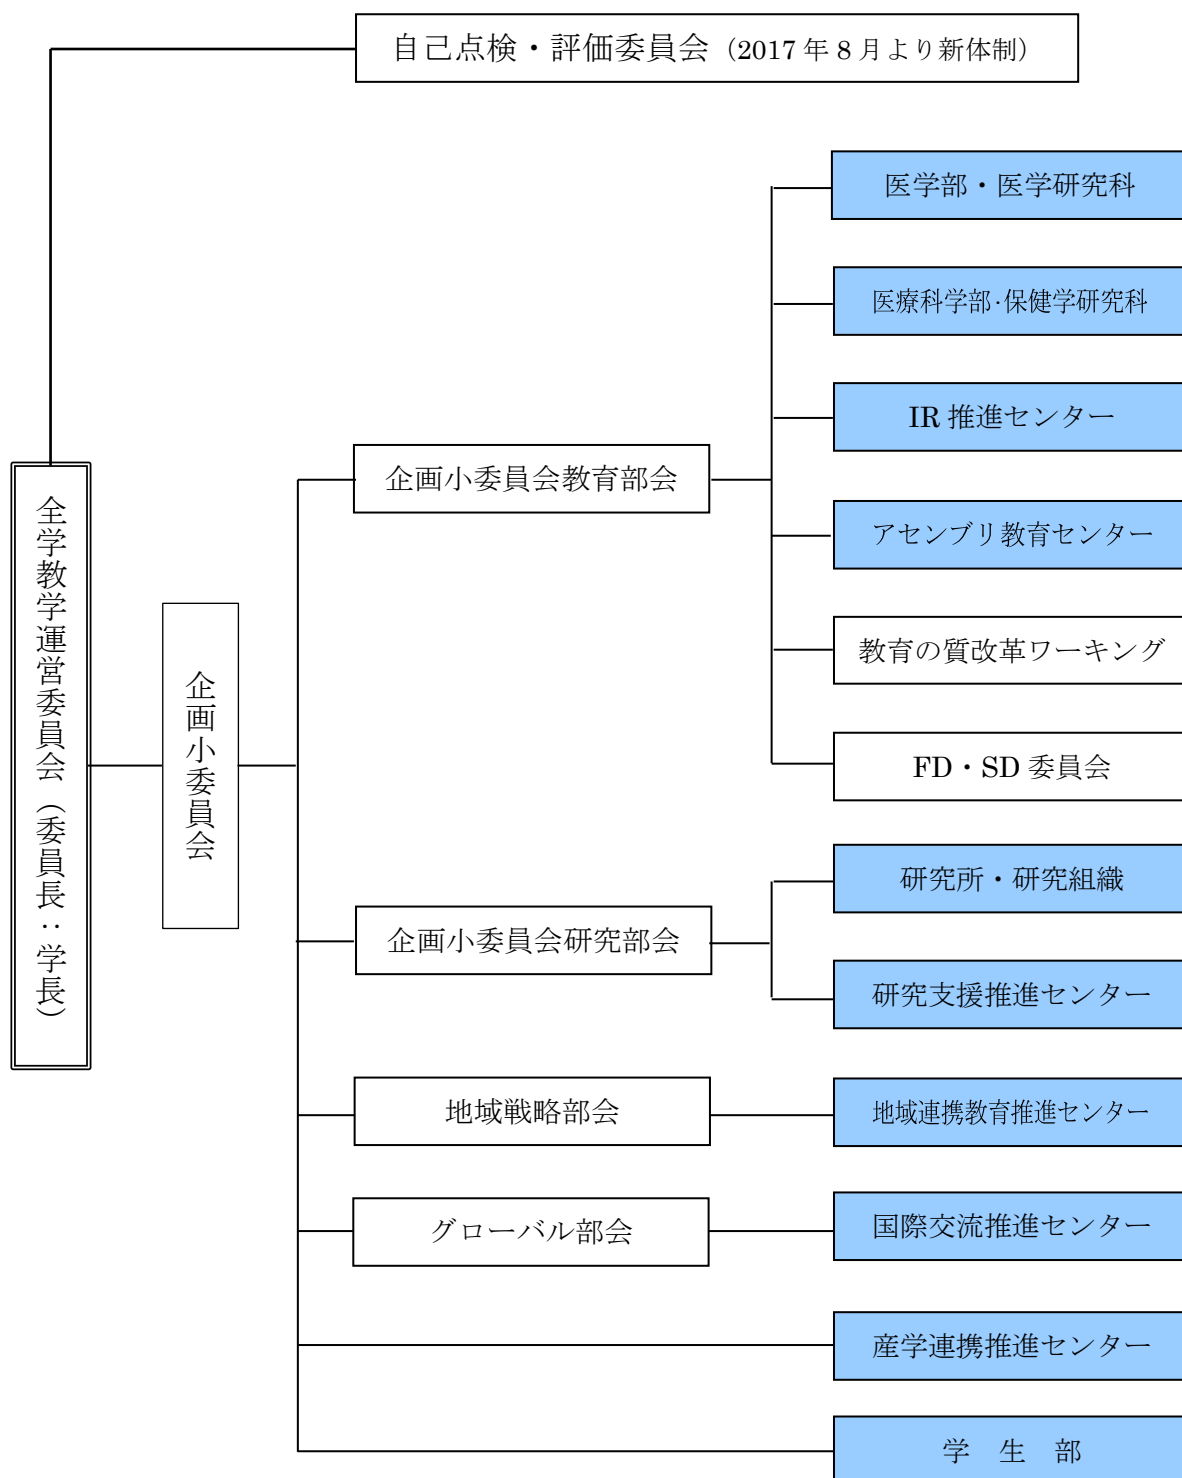 自己点検・評価委員会（2017 年 8 月より新体制）
医学部・医学研究科
医療科学部·保健学研究科
IR 推進センター
企画小委員会教育部会
アセンブリ教育センター
全学教学運営委員会（委員長：学長）
企画小委員会
教育の質改革ワーキング
FD・SD 委員会
研究所・研究組織
企画小委員会研究部会
研究支援推進センター
地域戦略部会
地域連携教育推進センター
グローバル部会
国際交流推進センター
産学連携推進センター
学　生　部